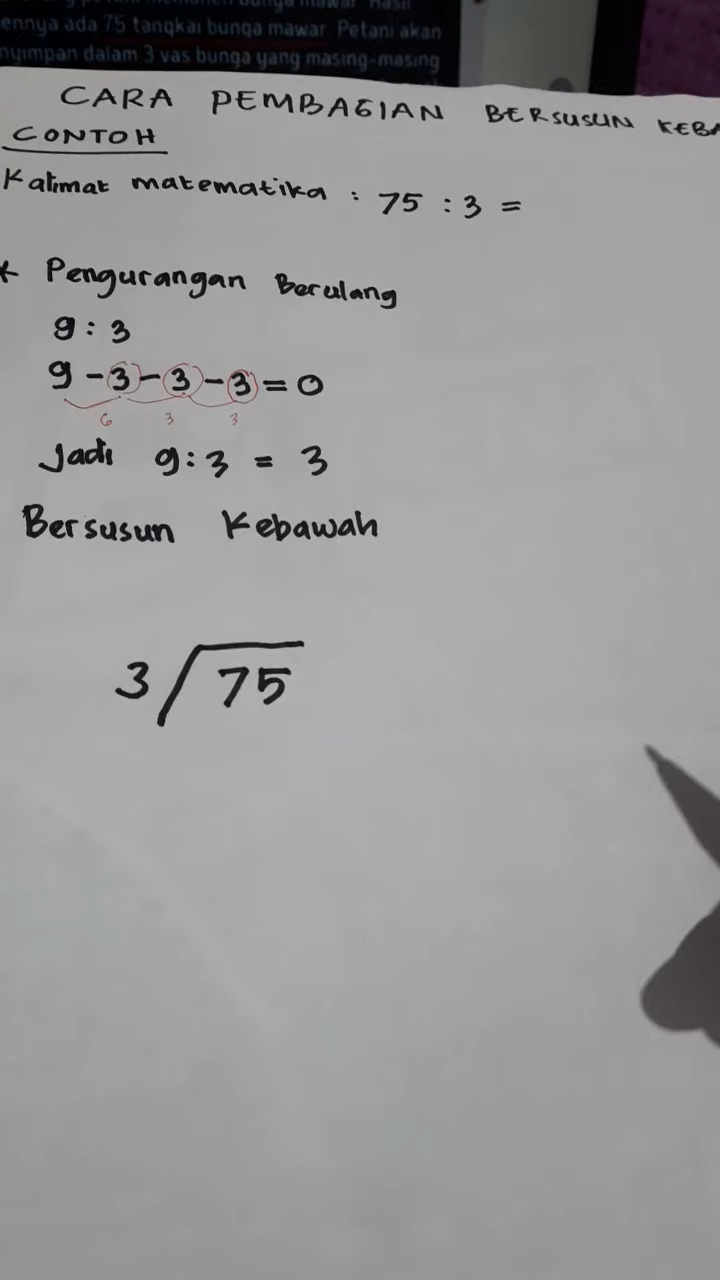 ennya ada 75 tangkai bunga mawar. Petani akan
nyimpan dalam 3 vas bunga yang masing-masing
CARA PEMBAGIAN BERSUSUN KEBA
CONTOH
Kalimat matematika : 75 : 3 =
* Pengurangan Berulang
9 : 3
9 - 3 - 3 - 3 = 0
6 3 3
Jadi 9 : 3 = 3
Bersusun Kebawah
3 75